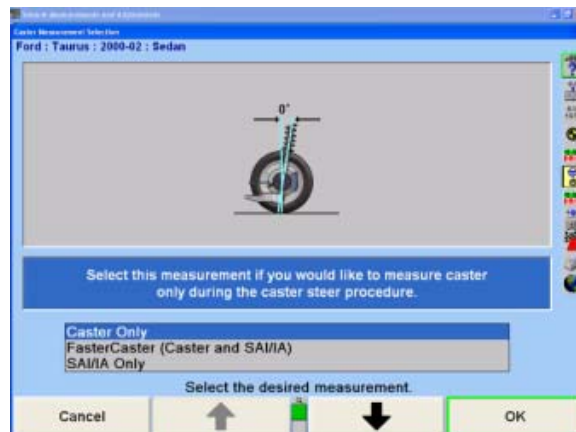 Caster Measurement Selection
Ford : Taurus : 2000-02 : Sedan
0°
Select this measurement if you would like to measure caster
only during the caster steer procedure.
Caster Only
FasterCaster (Caster and SAI/IA)
SAI/IA Only
Select the desired measurement.
Cancel
OK